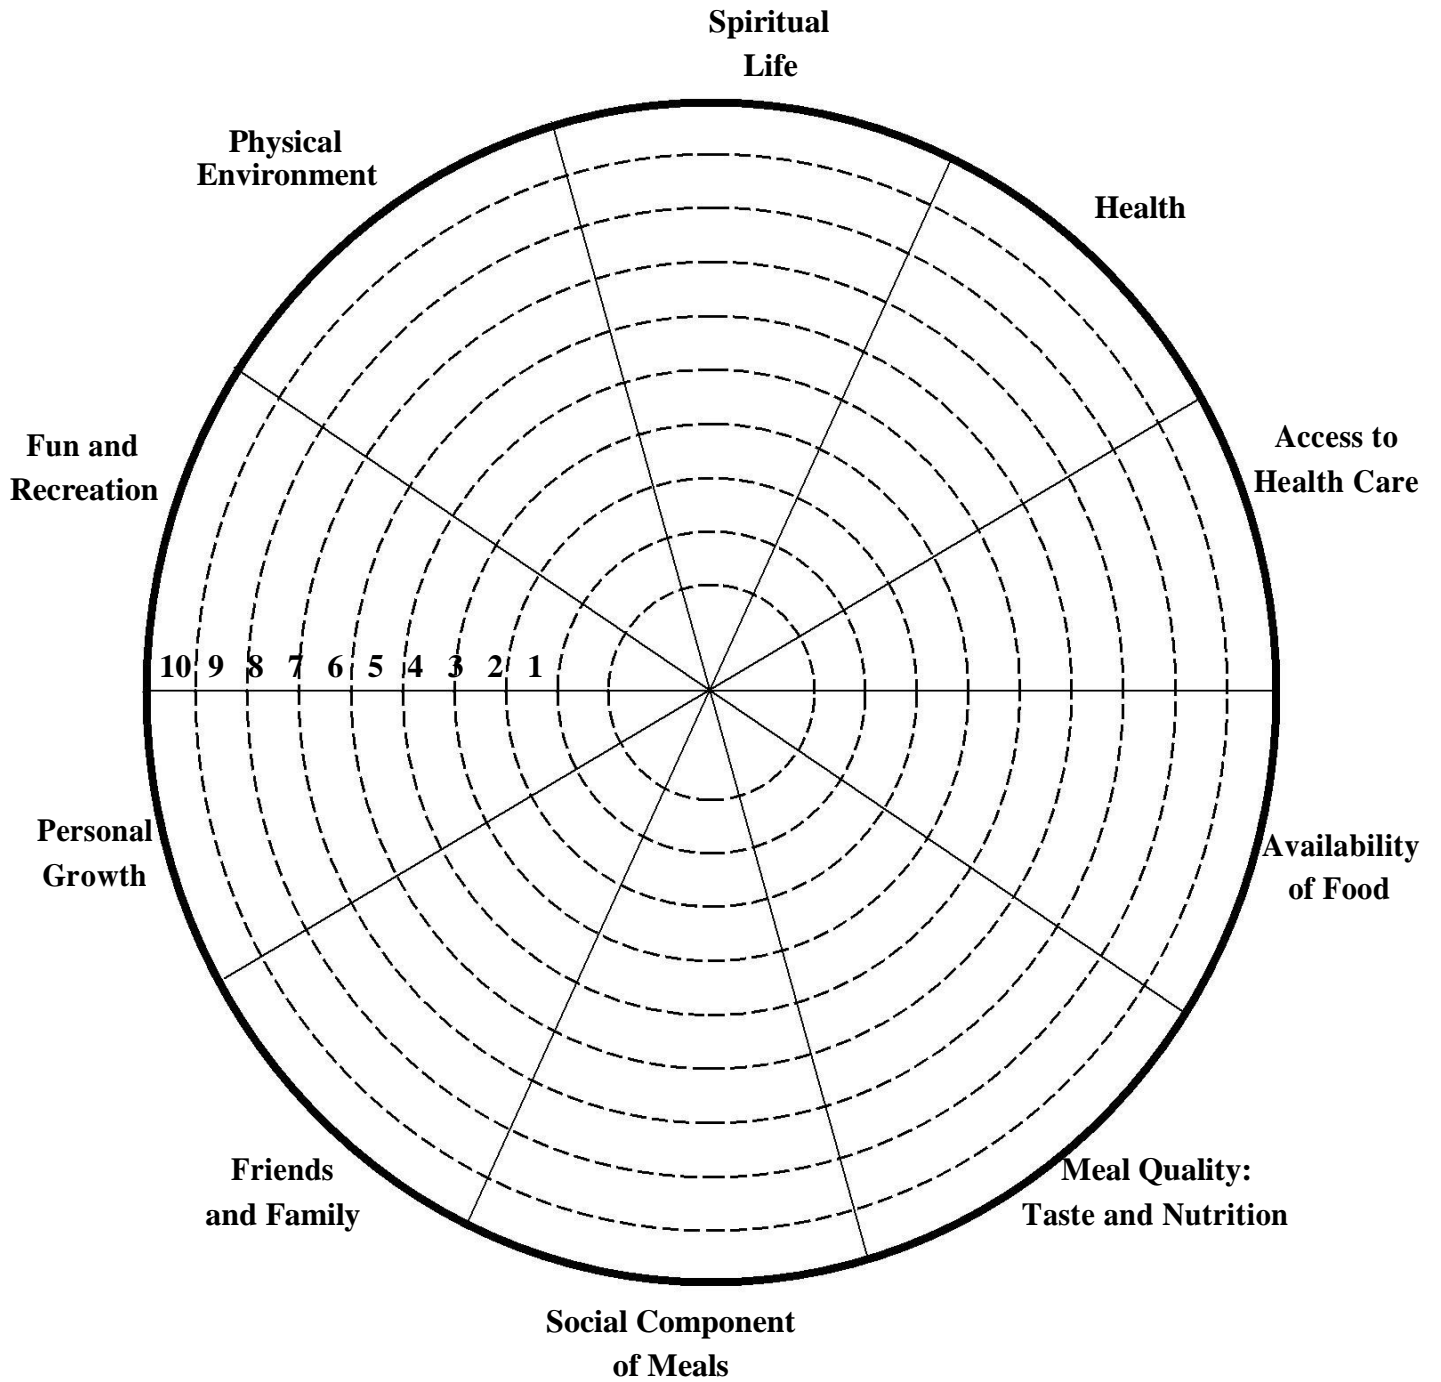 Spiritual
Life
Physical
Environment
Health
Fun and
Recreation
Access to
Health Care
10 9 8 7 6 5 4 3 2 1
Personal
Growth
Availability
of Food
Friends
and Family
Meal Quality:
Taste and Nutrition
Social Component
of Meals